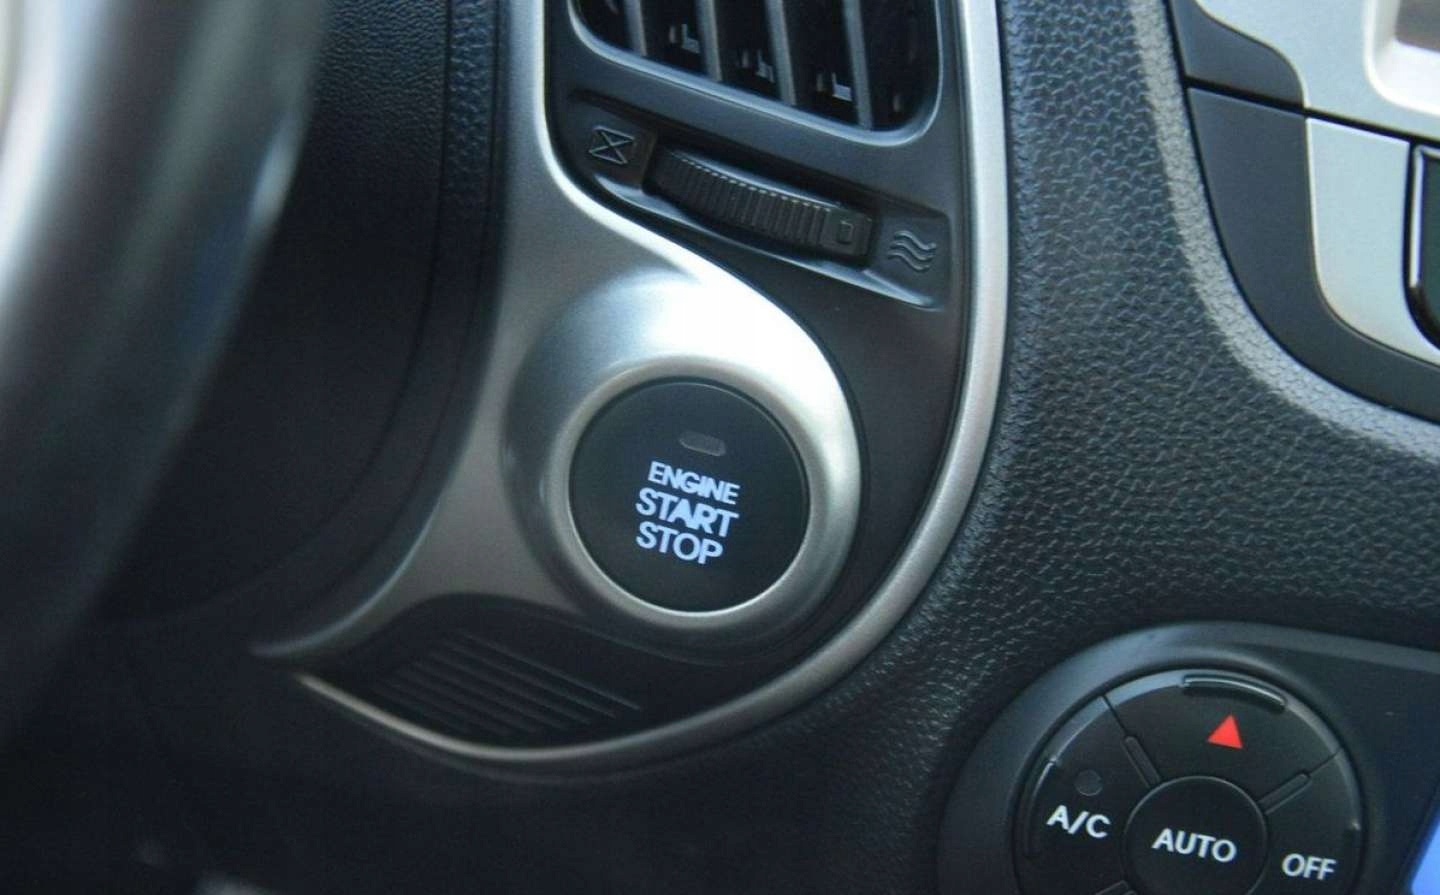 ENGINE
START
STOP
A/C
AUTO
OFF